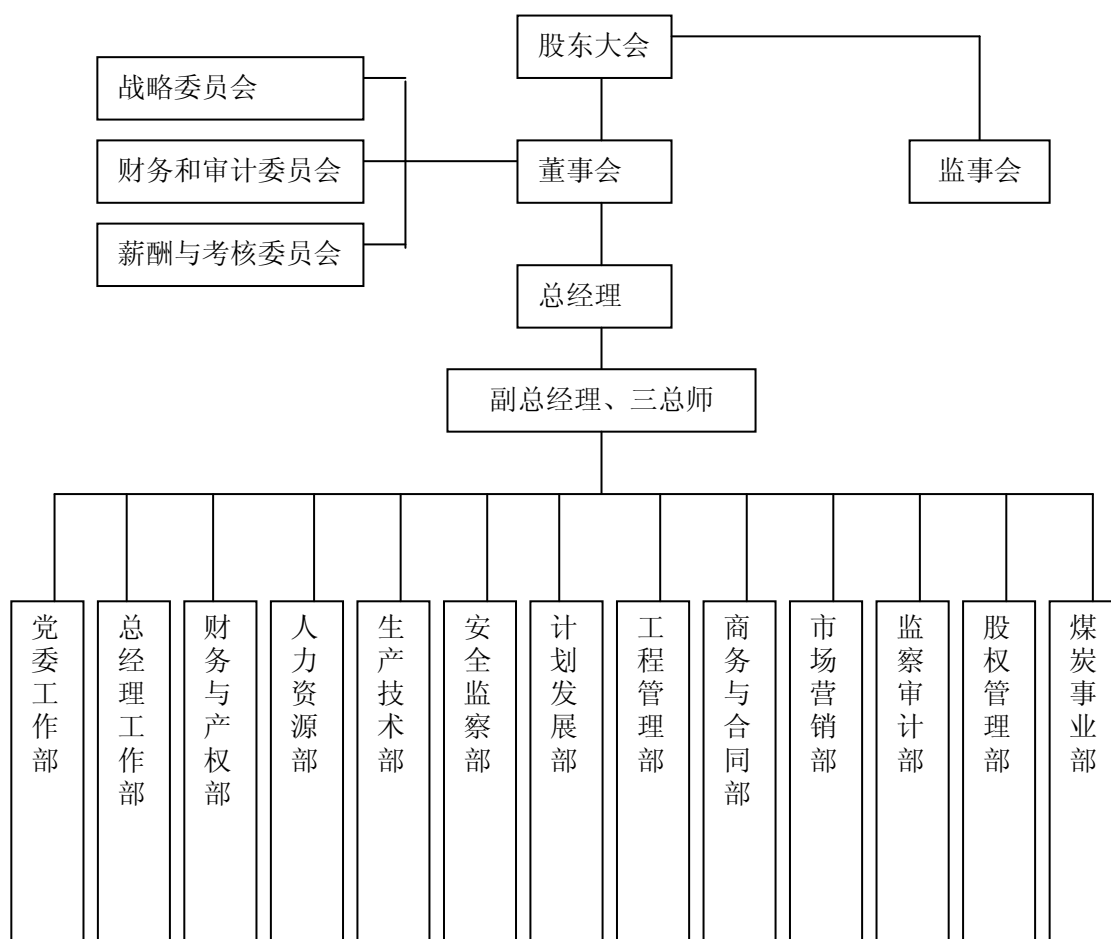 股东大会
战略委员会
财务和审计委员会
董事会
监事会
薪酬与考核委员会
总经理
副总经理、三总师
党委工作部
总经理工作部
财务与产权部
人力资源部
生产技术部
安全监察部
计划发展部
工程管理部
商务与合同部
市场营销部
监察审计部
股权管理部
煤炭事业部